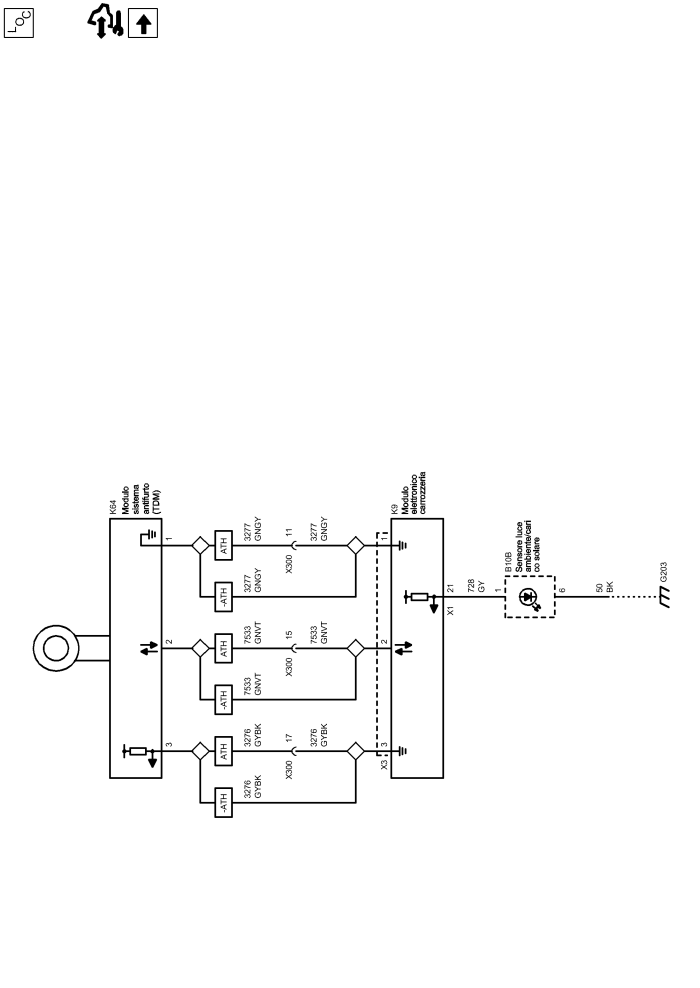 LOC
K64
Modulo
sistema
antifurto
(TDM)
1
2
3
ATH
-ATH
ATH
-ATH
ATH
-ATH
3277
GNGY
3277
GNGY
7533
GNVT
7533
GNVT
3276
GYBK
3276
GYBK
11
X300
15
X300
17
X300
3277
GNGY
7533
GNVT
3276
GYBK
1
2
3
X3
K9
Modulo
elettronico
carrozzeria
21
X1
728
GY
1
B10B
Sensore luce
ambiente/cari
co solare
6
50
BK
G203